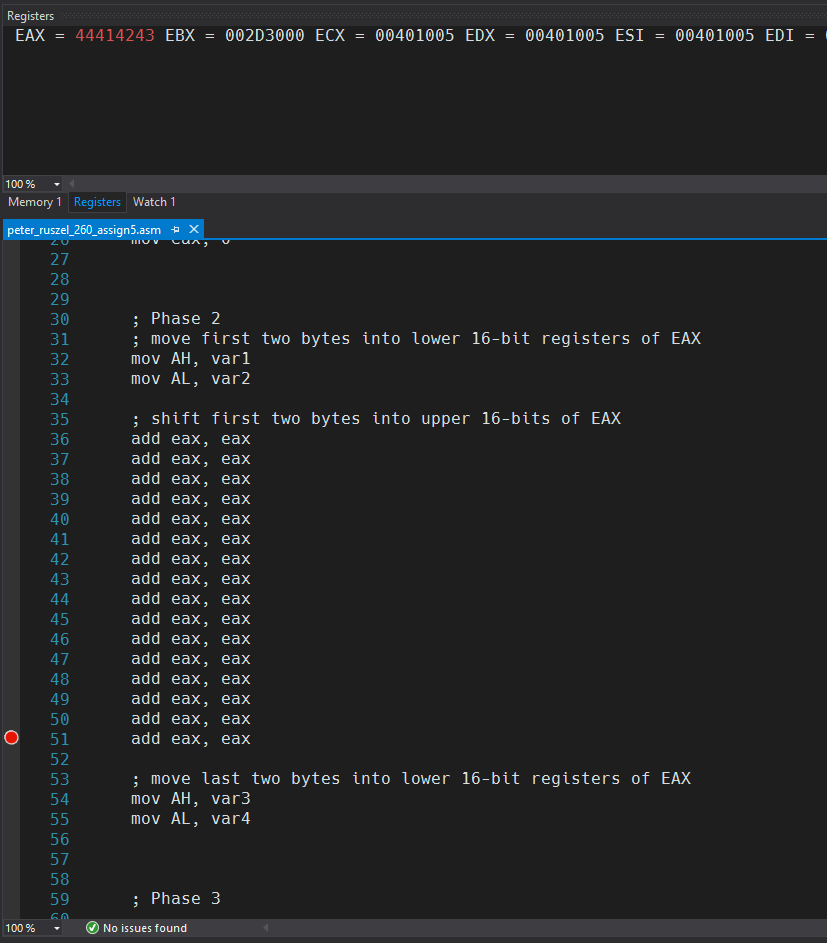 Registers
EAX = 44414243 EBX = 002D3000 ECX = 00401005 EDX = 00401005 ESI = 00401005 EDI =
100 %
Memory 1 Registers Watch 1
peter_ruszel_260_assign5.asm
26 mov eax, 0
27
28
29
30 ; Phase 2
31 ; move first two bytes into lower 16-bit registers of EAX
32 mov AH, var1
33 mov AL, var2
34
35 ; shift first two bytes into upper 16-bits of EAX
36 add eax, eax
37 add eax, eax
38 add eax, eax
39 add eax, eax
40 add eax, eax
41 add eax, eax
42 add eax, eax
43 add eax, eax
44 add eax, eax
45 add eax, eax
46 add eax, eax
47 add eax, eax
48 add eax, eax
49 add eax, eax
50 add eax, eax
51 add eax, eax
52
53 ; move last two bytes into lower 16-bit registers of EAX
54 mov AH, var3
55 mov AL, var4
56
57
58
59 ; Phase 3
60
100 % No issues found